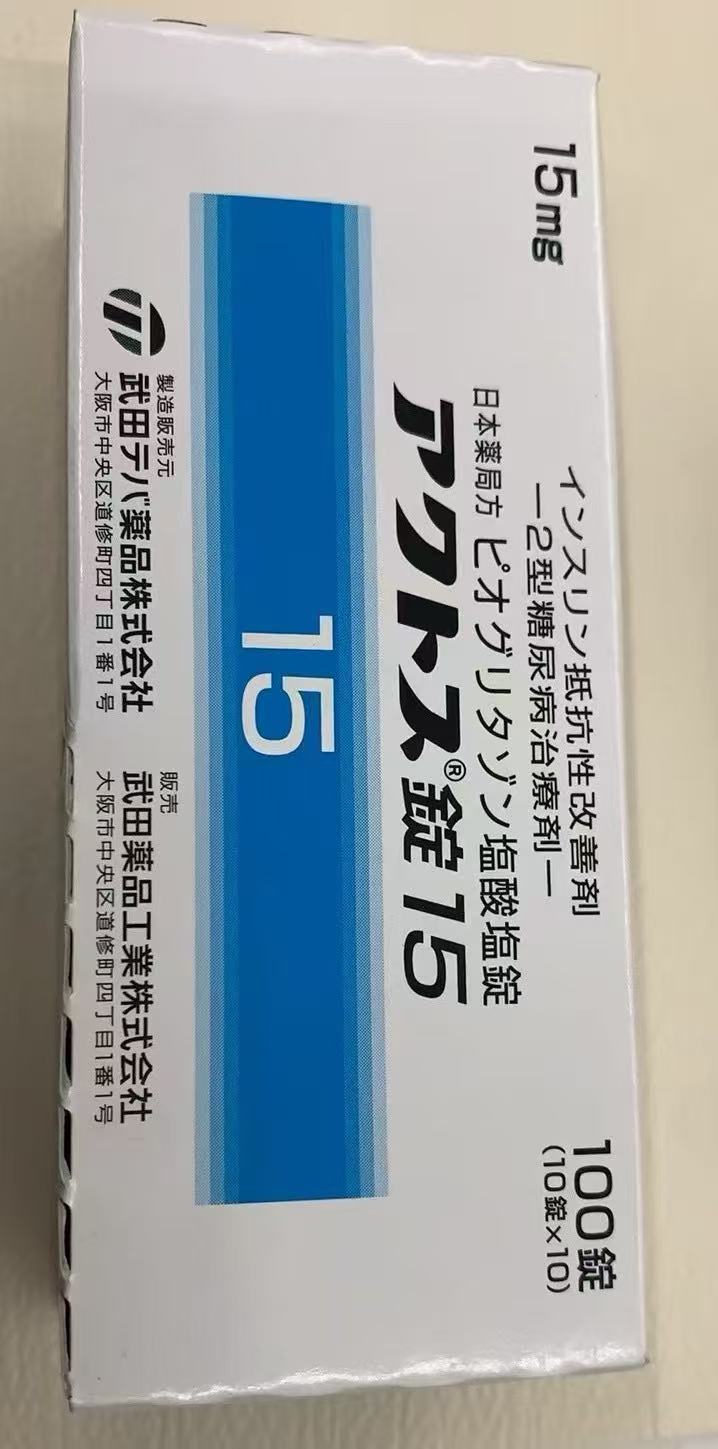 15mg
インスリン抵抗性改善剤
—2型糖尿病治療剤—
100錠
(10錠×10)
日本薬局方 ピオグリタゾン塩酸塩錠
アクトス®錠15
15
製造販売元
武田テバ薬品株式会社
大阪市中央区道修町四丁目1番1号
販売
武田薬品工業株式会社
大阪市中央区道修町四丁目1番1号